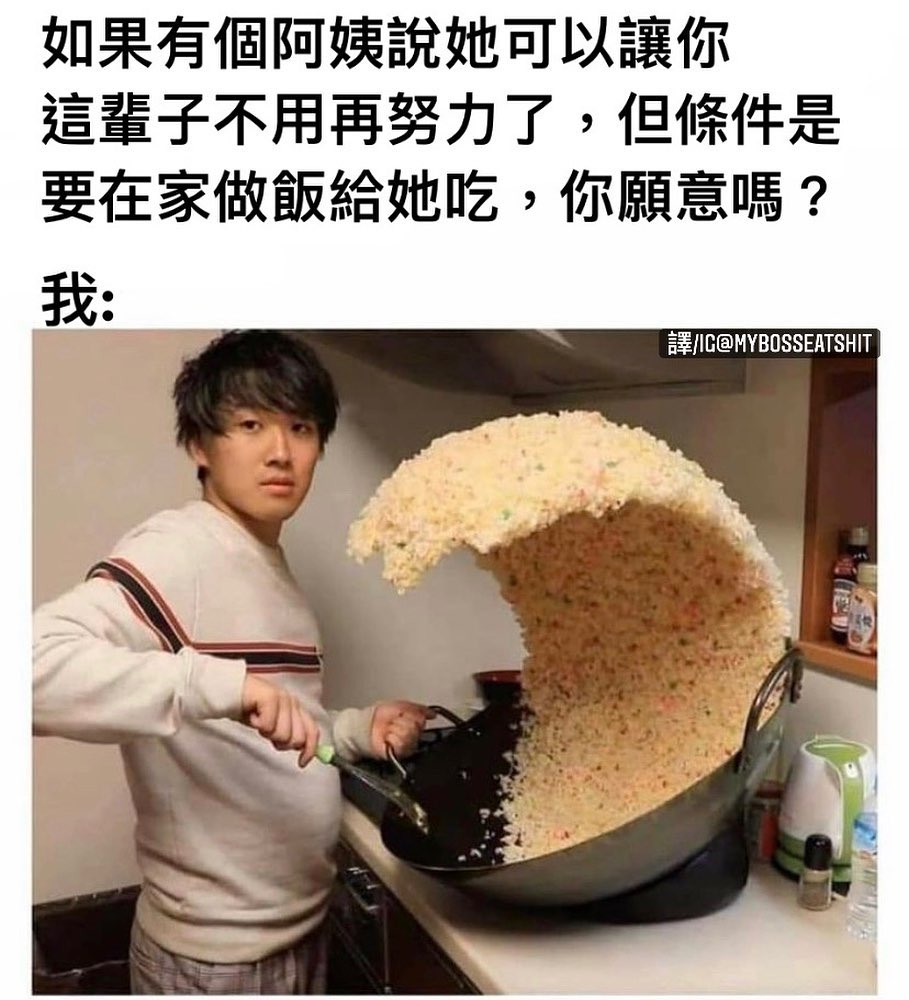 如果有個阿姨說她可以讓你
這輩子不用再努力了，但條件是
要在家做飯給她吃，你願意嗎？
我:
譯/IG@MYBOSSEATSHIT